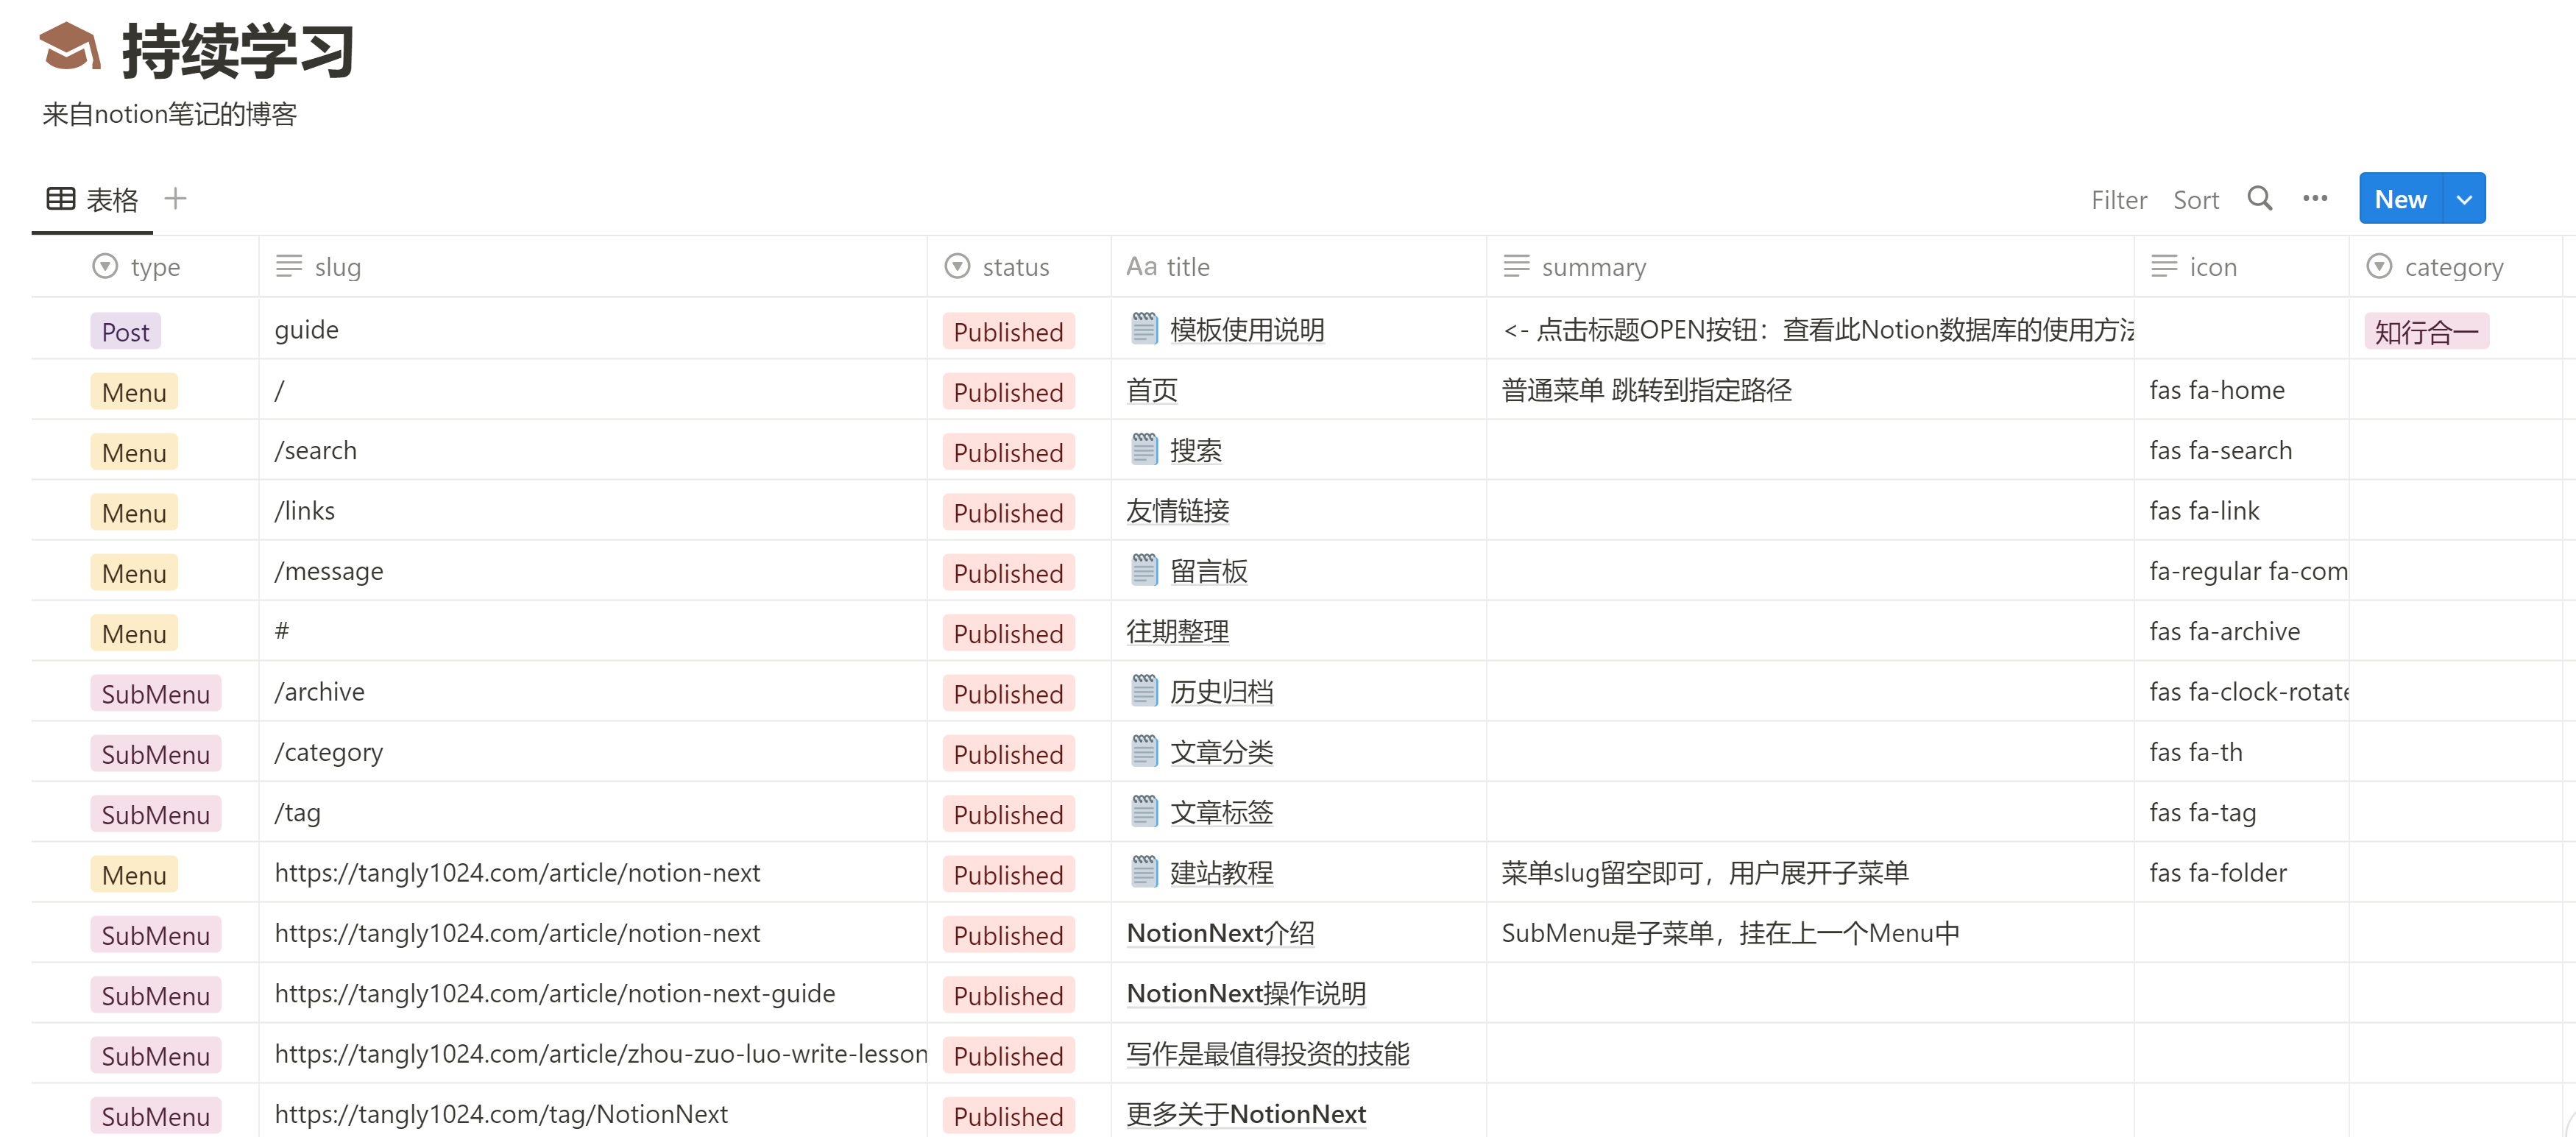 持续学习
来自notion笔记的博客
表格
Filter Sort New
type slug status Aa title summary icon category
Post guide Published 模板使用说明 <- 点击标题OPEN按钮：查看此Notion数据库的使用方法 知行合一
Menu / Published 首页 普通菜单 跳转到指定路径 fas fa-home
Menu /search Published 搜索 fas fa-search
Menu /links Published 友情链接 fas fa-link
Menu /message Published 留言板 fa-regular fa-com
Menu # Published 往期整理 fas fa-archive
SubMenu /archive Published 历史归档 fas fa-clock-rotate
SubMenu /category Published 文章分类 fas fa-th
SubMenu /tag Published 文章标签 fas fa-tag
Menu https://tangly1024.com/article/notion-next Published 建站教程 菜单slug留空即可，用户展开子菜单 fas fa-folder
SubMenu https://tangly1024.com/article/notion-next Published NotionNext介绍 SubMenu是子菜单，挂在上一个Menu中
SubMenu https://tangly1024.com/article/notion-next-guide Published NotionNext操作说明
SubMenu https://tangly1024.com/article/zhou-zuo-luo-write-lesson Published 写作是最值得投资的技能
SubMenu https://tangly1024.com/tag/NotionNext Published 更多关于NotionNext